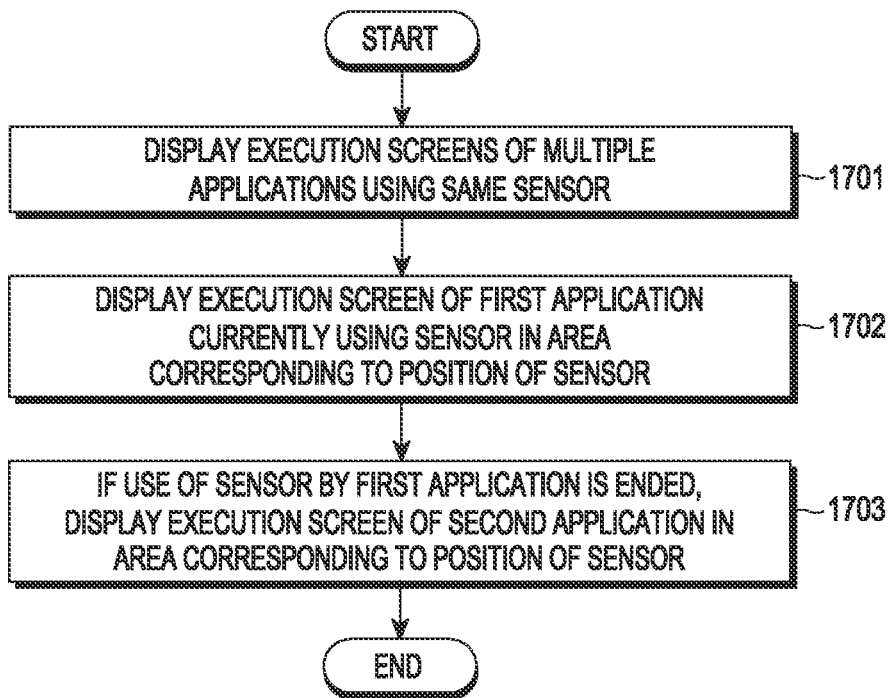 START
DISPLAY EXECUTION SCREENS OF MULTIPLE
APPLICATIONS USING SAME SENSOR
1701
DISPLAY EXECUTION SCREEN OF FIRST APPLICATION
CURRENTLY USING SENSOR IN AREA
CORRESPONDING TO POSITION OF SENSOR
1702
IF USE OF SENSOR BY FIRST APPLICATION IS ENDED,
DISPLAY EXECUTION SCREEN OF SECOND APPLICATION IN
AREA CORRESPONDING TO POSITION OF SENSOR
1703
END